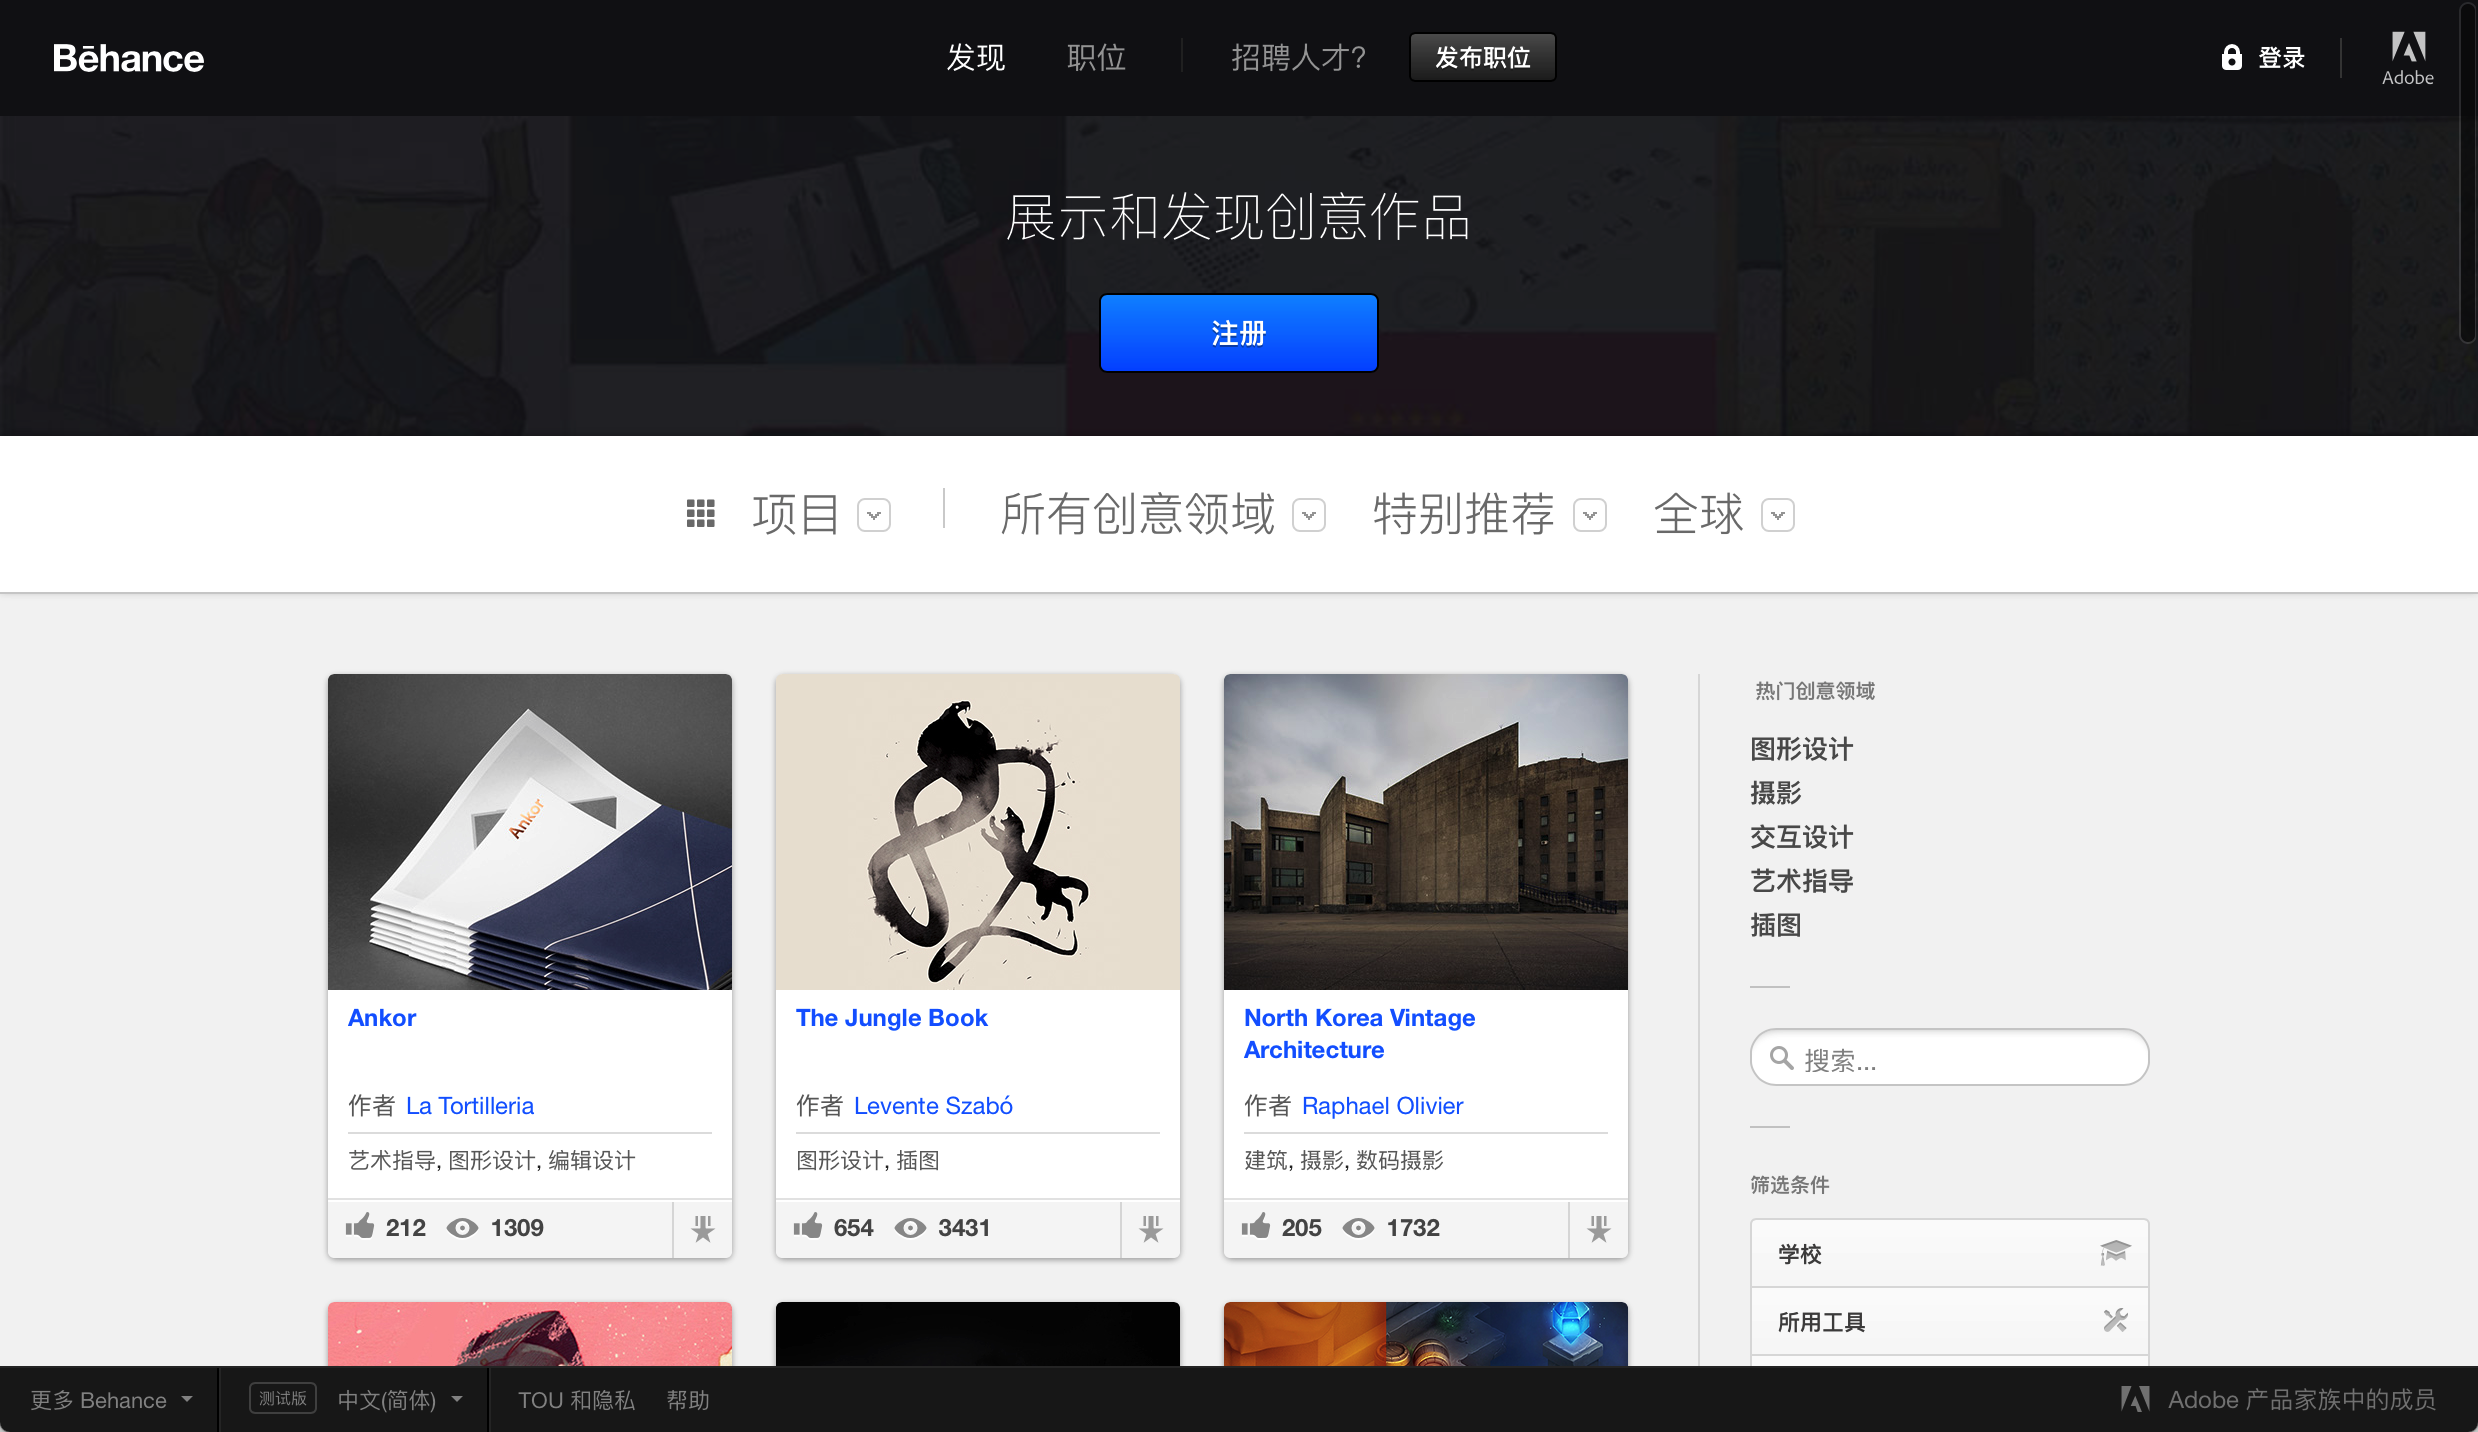 Bēhance
发现
职位
招聘人才?
发布职位
登录
Adobe
展示和发现创意作品
注册
项目
所有创意领域
特别推荐
全球
Ankor
Ankor
作者 La Tortilleria
艺术指导, 图形设计, 编辑设计
212 1309
The Jungle Book
作者 Levente Szabó
图形设计, 插图
654 3431
North Korea Vintage
Architecture
作者 Raphael Olivier
建筑, 摄影, 数码摄影
205 1732
热门创意领域
图形设计
摄影
交互设计
艺术指导
插图
搜索...
筛选条件
学校
所用工具
更多 Behance
测试版 中文(简体)
TOU 和隐私
帮助
Adobe 产品家族中的成员